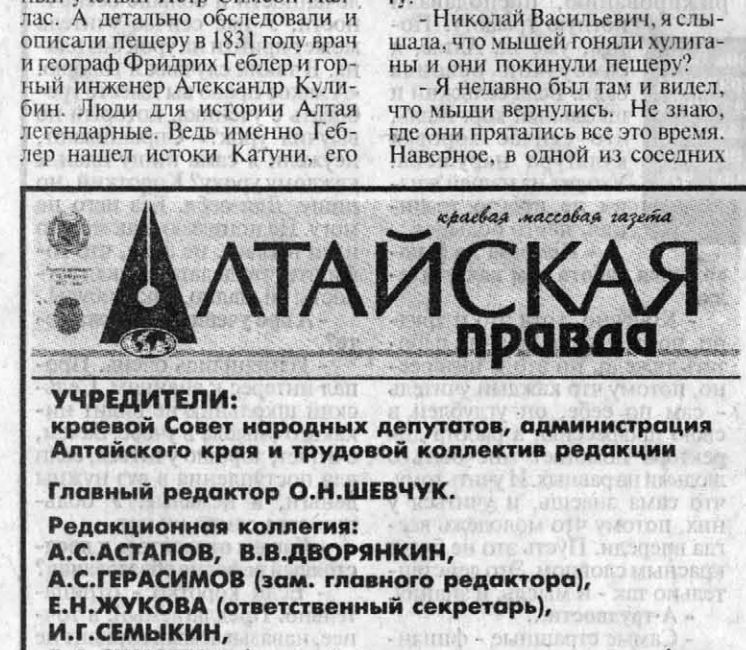 ный ученый Петр Симеон Пал-
лас. А детально обследовали и
описали пещеру в 1831 году врач
и географ Фридрих Геблер и гор-
ный инженер Александр Кули-
бин. Люди для истории Алтая
легендарные. Ведь именно Геб-
лер нашел истоки Катуни, его
- Николай Васильевич, я слы-
шала, что мышей гоняли хулига-
ны и они покинули пещеру?
- Я недавно был там и видел,
что мыши вернулись. Не знаю,
где они прятались все это время.
Наверное, в одной из соседних
краевая массовая газета
АЛТАЙСКАЯ
правда
УЧРЕДИТЕЛИ:
краевой Совет народных депутатов, администрация
Алтайского края и трудовой коллектив редакции
Главный редактор О.Н.ШЕВЧУК.
Редакционная коллегия:
А.С.АСТАПОВ, В.В.ДВОРЯНКИН,
А.С.ГЕРАСИМОВ (зам. главного редактора),
Е.Н.ЖУКОВА (ответственный секретарь),
И.Г.СЕМЫКИН,